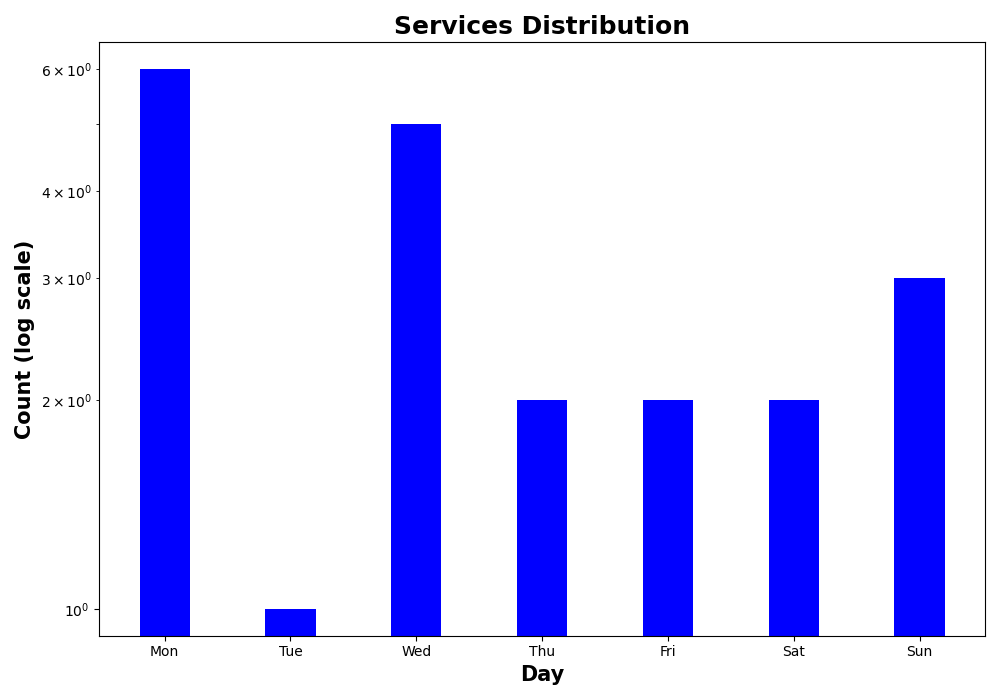 Services Distribution
Count (log scale)
6 × 10⁰
4 × 10⁰
3 × 10⁰
2 × 10⁰
10⁰
Mon Tue Wed Thu Fri Sat Sun
Day